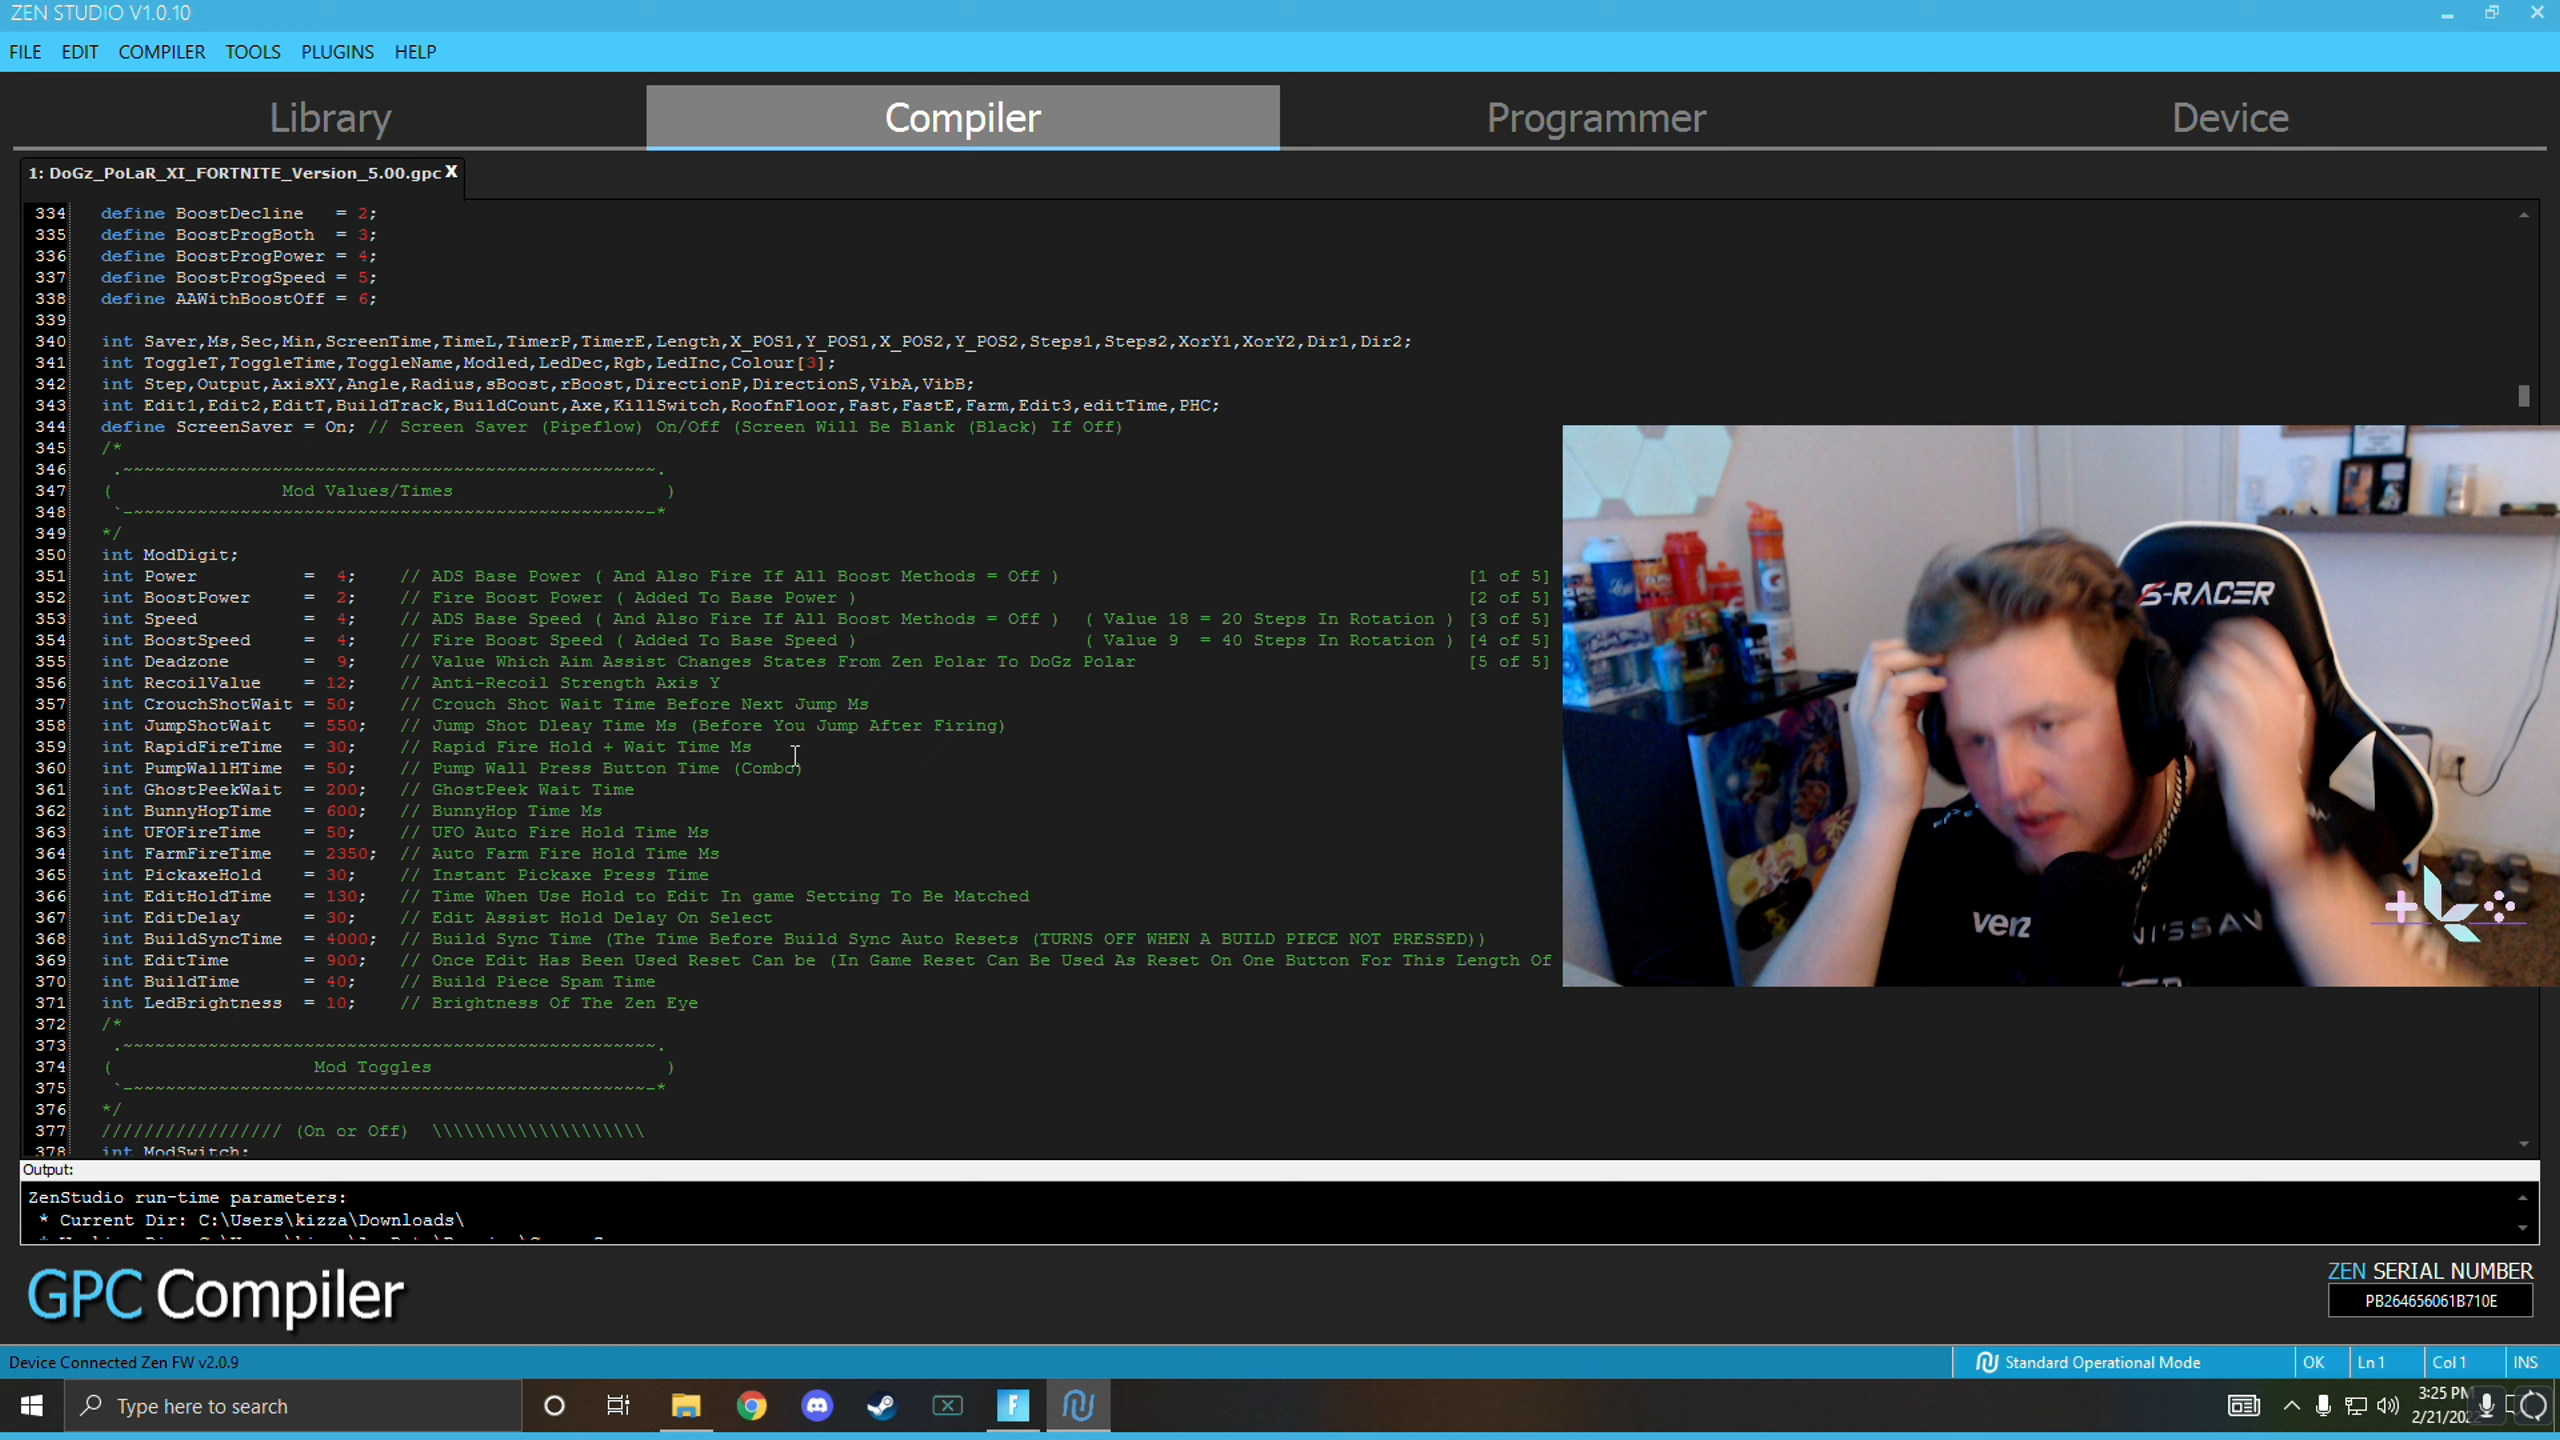 ZEN STUDIO V1.0.10
FILE EDIT COMPILER TOOLS PLUGINS HELP
Library Compiler Programmer Device
1: DoGz_PoLaR_XI_FORTNITE_Version_5.00.gpc X
334 define BoostDecline = 2;
335 define BoostProgBoth = 3;
336 define BoostProgPower = 4;
337 define BoostProgSpeed = 5;
338 define AAWithBoostOff = 6;
339
340 int Saver,Ms,Sec,Min,ScreenTime,TimeL,TimerP,TimerE,Length,X_POS1,Y_POS1,X_POS2,Y_POS2,Steps1,Steps2,XorY1,XorY2,Dir1,Dir2;
341 int ToggleT,ToggleTime,ToggleName,Modled,LedDec,Rgb,LedInc,Colour[3];
342 int Step,Output,AxisXY,Angle,Radius,sBoost,rBoost,DirectionP,DirectionS,VibA,VibB;
343 int Edit1,Edit2,EditT,BuildTrack,BuildCount,Axe,KillSwitch,RoofnFloor,Fast,FastE,Farm,Edit3,editTime,PHC;
344 define ScreenSaver = On; // Screen Saver (Pipeflow) On/Off (Screen Will Be Blank (Black) If Off)
345 /*
346 .~~~~~~~~~~~~~~~~~~~~~~~~~~~~~~~~~~~~~~~~~~~~~~~~~~.
347 ( Mod Values/Times )
348 `-~~~~~~~~~~~~~~~~~~~~~~~~~~~~~~~~~~~~~~~~~~~~~~~~-*
349 */
350 int ModDigit;
351 int Power = 4; // ADS Base Power ( And Also Fire If All Boost Methods = Off ) [1 of 5]
352 int BoostPower = 2; // Fire Boost Power ( Added To Base Power ) [2 of 5]
353 int Speed = 4; // ADS Base Speed ( And Also Fire If All Boost Methods = Off ) ( Value 18 = 20 Steps In Rotation ) [3 of 5]
354 int BoostSpeed = 4; // Fire Boost Speed ( Added To Base Speed ) ( Value 9 = 40 Steps In Rotation ) [4 of 5]
355 int Deadzone = 9; // Value Which Aim Assist Changes States From Zen Polar To DoGz Polar [5 of 5]
356 int RecoilValue = 12; // Anti-Recoil Strength Axis Y
357 int CrouchShotWait = 50; // Crouch Shot Wait Time Before Next Jump Ms
358 int JumpShotWait = 550; // Jump Shot Dleay Time Ms (Before You Jump After Firing)
359 int RapidFireTime = 30; // Rapid Fire Hold + Wait Time Ms
360 int PumpWallHTime = 50; // Pump Wall Press Button Time (Combo)
361 int GhostPeekWait = 200; // GhostPeek Wait Time
362 int BunnyHopTime = 600; // BunnyHop Time Ms
363 int UFOFireTime = 50; // UFO Auto Fire Hold Time Ms
364 int FarmFireTime = 2350; // Auto Farm Fire Hold Time Ms
365 int PickaxeHold = 30; // Instant Pickaxe Press Time
366 int EditHoldTime = 130; // Time When Use Hold to Edit In game Setting To Be Matched
367 int EditDelay = 30; // Edit Assist Hold Delay On Select
368 int BuildSyncTime = 4000; // Build Sync Time (The Time Before Build Sync Auto Resets (TURNS OFF WHEN A BUILD PIECE NOT PRESSED))
369 int EditTime = 900; // Once Edit Has Been Used Reset Can be (In Game Reset Can Be Used As Reset On One Button For This Length Of
370 int BuildTime = 40; // Build Piece Spam Time
371 int LedBrightness = 10; // Brightness Of The Zen Eye
372 /*
373 .~~~~~~~~~~~~~~~~~~~~~~~~~~~~~~~~~~~~~~~~~~~~~~~~~~.
374 ( Mod Toggles )
375 `-~~~~~~~~~~~~~~~~~~~~~~~~~~~~~~~~~~~~~~~~~~~~~~~~-*
376 */
377 ///////////////// (On or Off) \\\\\\\\\\\\\\\\\\\\
378 int ModSwitch;
S-RACER
verz
NISSAN
Output:
ZenStudio run-time parameters:
* Current Dir: C:\Users\kizza\Downloads\
GPC Compiler
ZEN SERIAL NUMBER
PB264656061B710E
Device Connected Zen FW v2.0.9
Standard Operational Mode OK Ln 1 Col 1 INS
Type here to search
3:25 PM